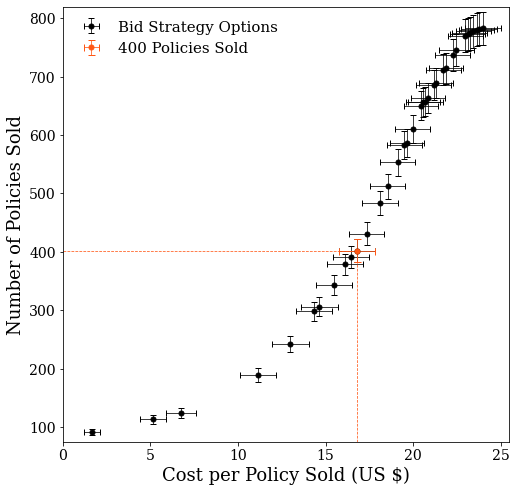 800
700
600
500
400
300
200
100
Number of Policies Sold
Bid Strategy Options
400 Policies Sold
0 5 10 15 20 25
Cost per Policy Sold (US $)